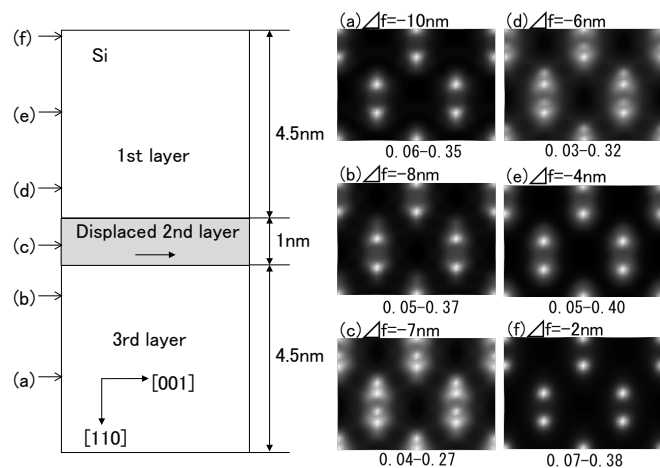 (f)
Si
(e)
1st layer
4.5nm
(d)
Displaced 2nd layer
1nm
(c)
(b)
3rd layer
4.5nm
(a)
[001]
[110]
(a) ⊿f=-10nm
0.06-0.35
(b) ⊿f=-8nm
0.05-0.37
(c) ⊿f=-7nm
0.04-0.27
(d) ⊿f=-6nm
0.03-0.32
(e) ⊿f=-4nm
0.05-0.40
(f) ⊿f=-2nm
0.07-0.38